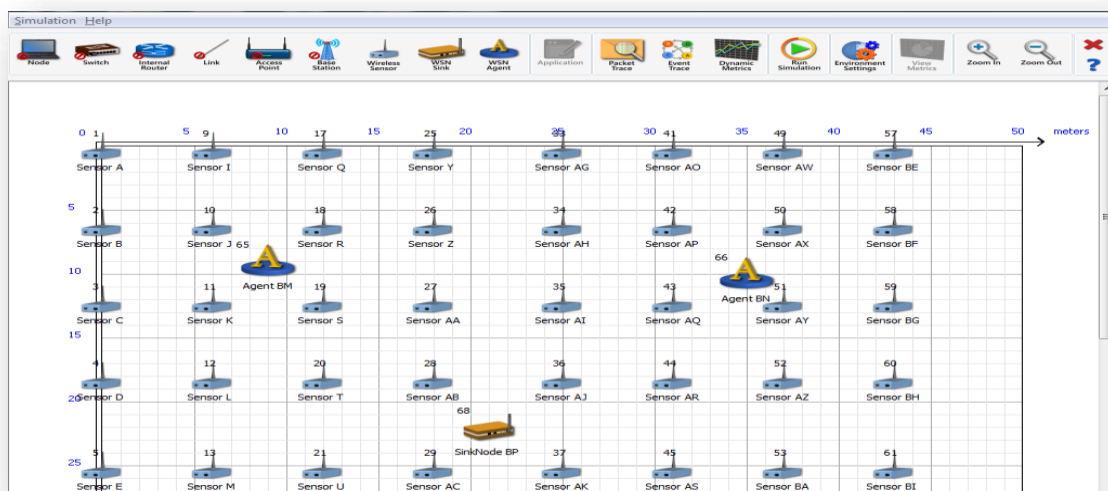 Simulation Help
Node Switch Internal Router Link Access Point Base Station Wireless Sensor WSN Sink WSN Agent Application Packet Trace Event Trace Dynamic Metrics Run Simulation Environment Settings View Metrics Zoom In Zoom Out
0 5 10 15 20 25 30 35 40 45 50 meters
1 9 17 25 33 41 49 57
Sensor A Sensor I Sensor Q Sensor Y Sensor AG Sensor AO Sensor AW Sensor BE
5
2 10 18 26 34 42 50 58
Sensor B Sensor J Sensor R Sensor Z Sensor AH Sensor AP Sensor AX Sensor BF
65 66
10
Agent BM Agent BN
3 11 19 27 35 43 51 59
Sensor C Sensor K Sensor S Sensor AA Sensor AI Sensor AQ Sensor AY Sensor BG
15
4 12 20 28 36 44 52 60
Sensor D Sensor L Sensor T Sensor AB Sensor AJ Sensor AR Sensor AZ Sensor BH
20
68
SinkNode BP
25
5 13 21 29 37 45 53 61
Sensor E Sensor M Sensor U Sensor AC Sensor AK Sensor AS Sensor BA Sensor BI